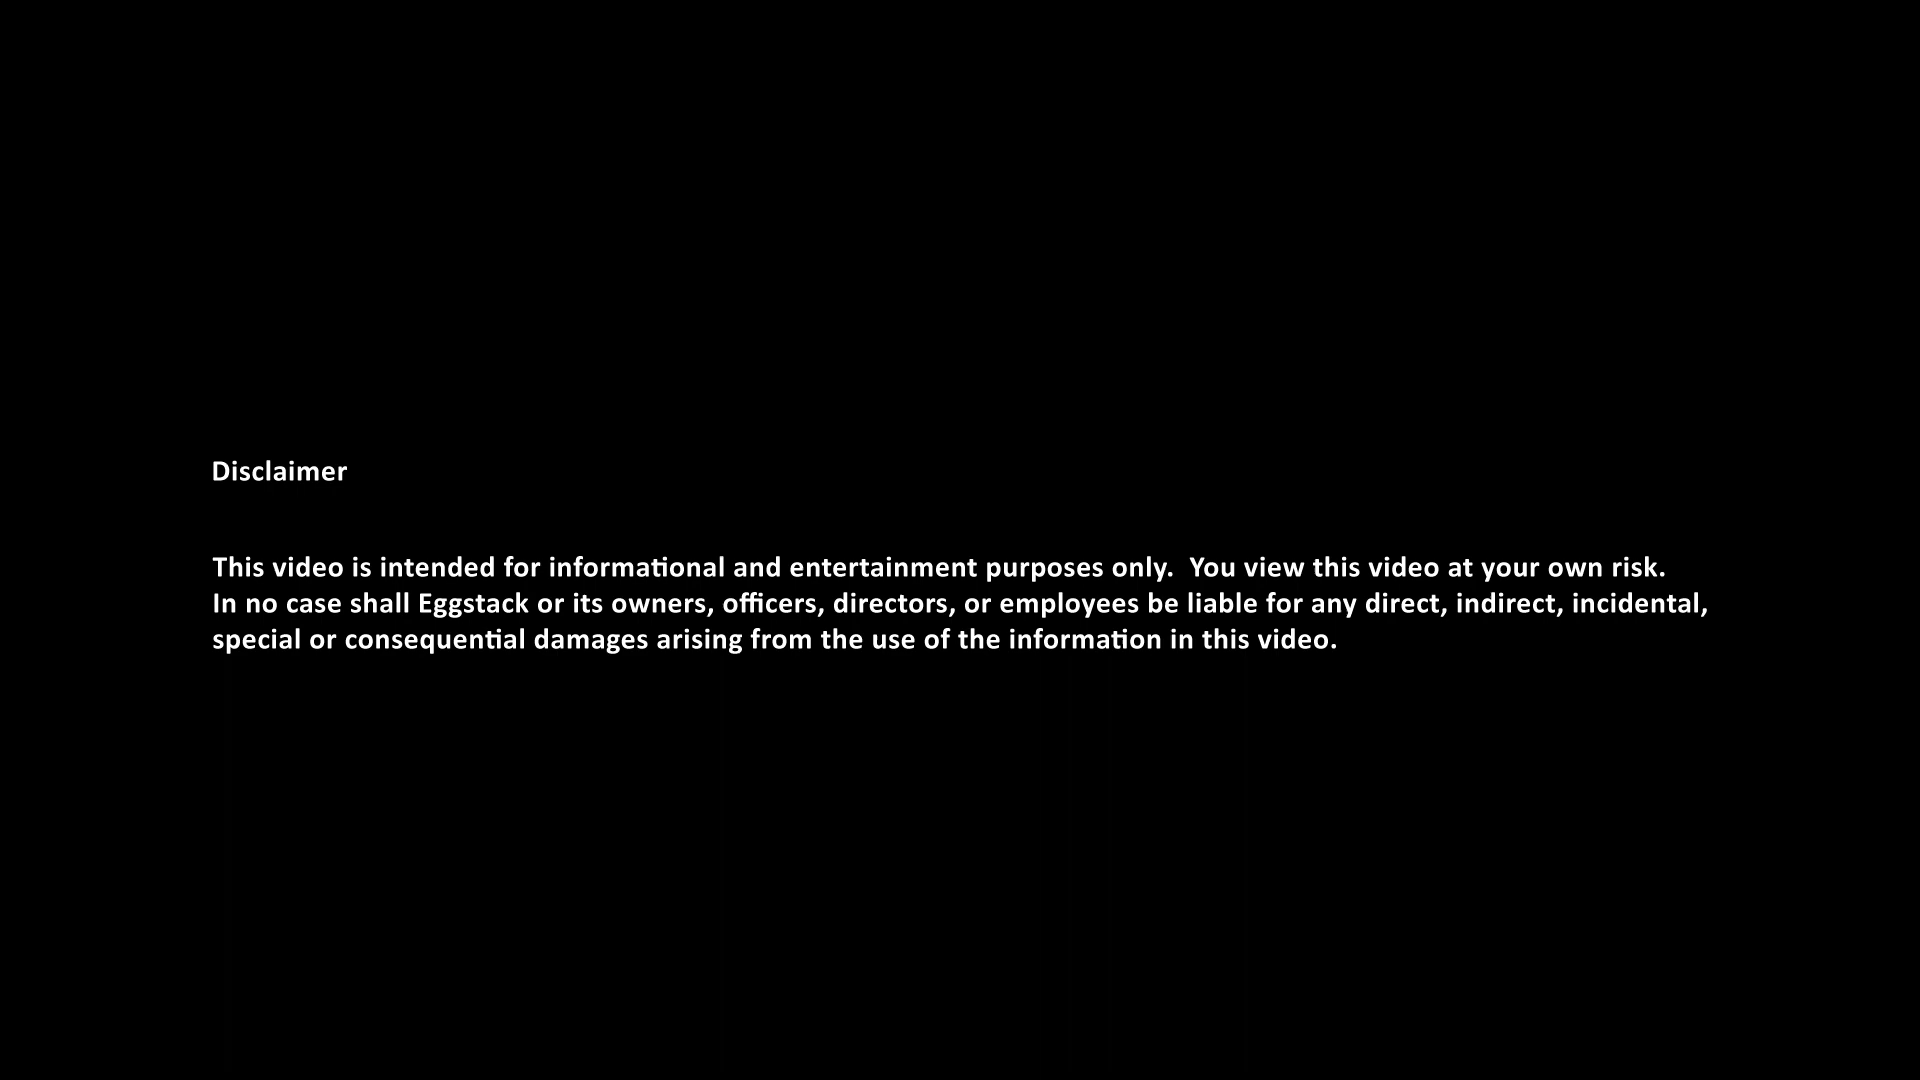 Disclaimer
This video is intended for informational and entertainment purposes only.  You view this video at your own risk.
In no case shall Eggstack or its owners, officers, directors, or employees be liable for any direct, indirect, incidental,
special or consequential damages arising from the use of the information in this video.